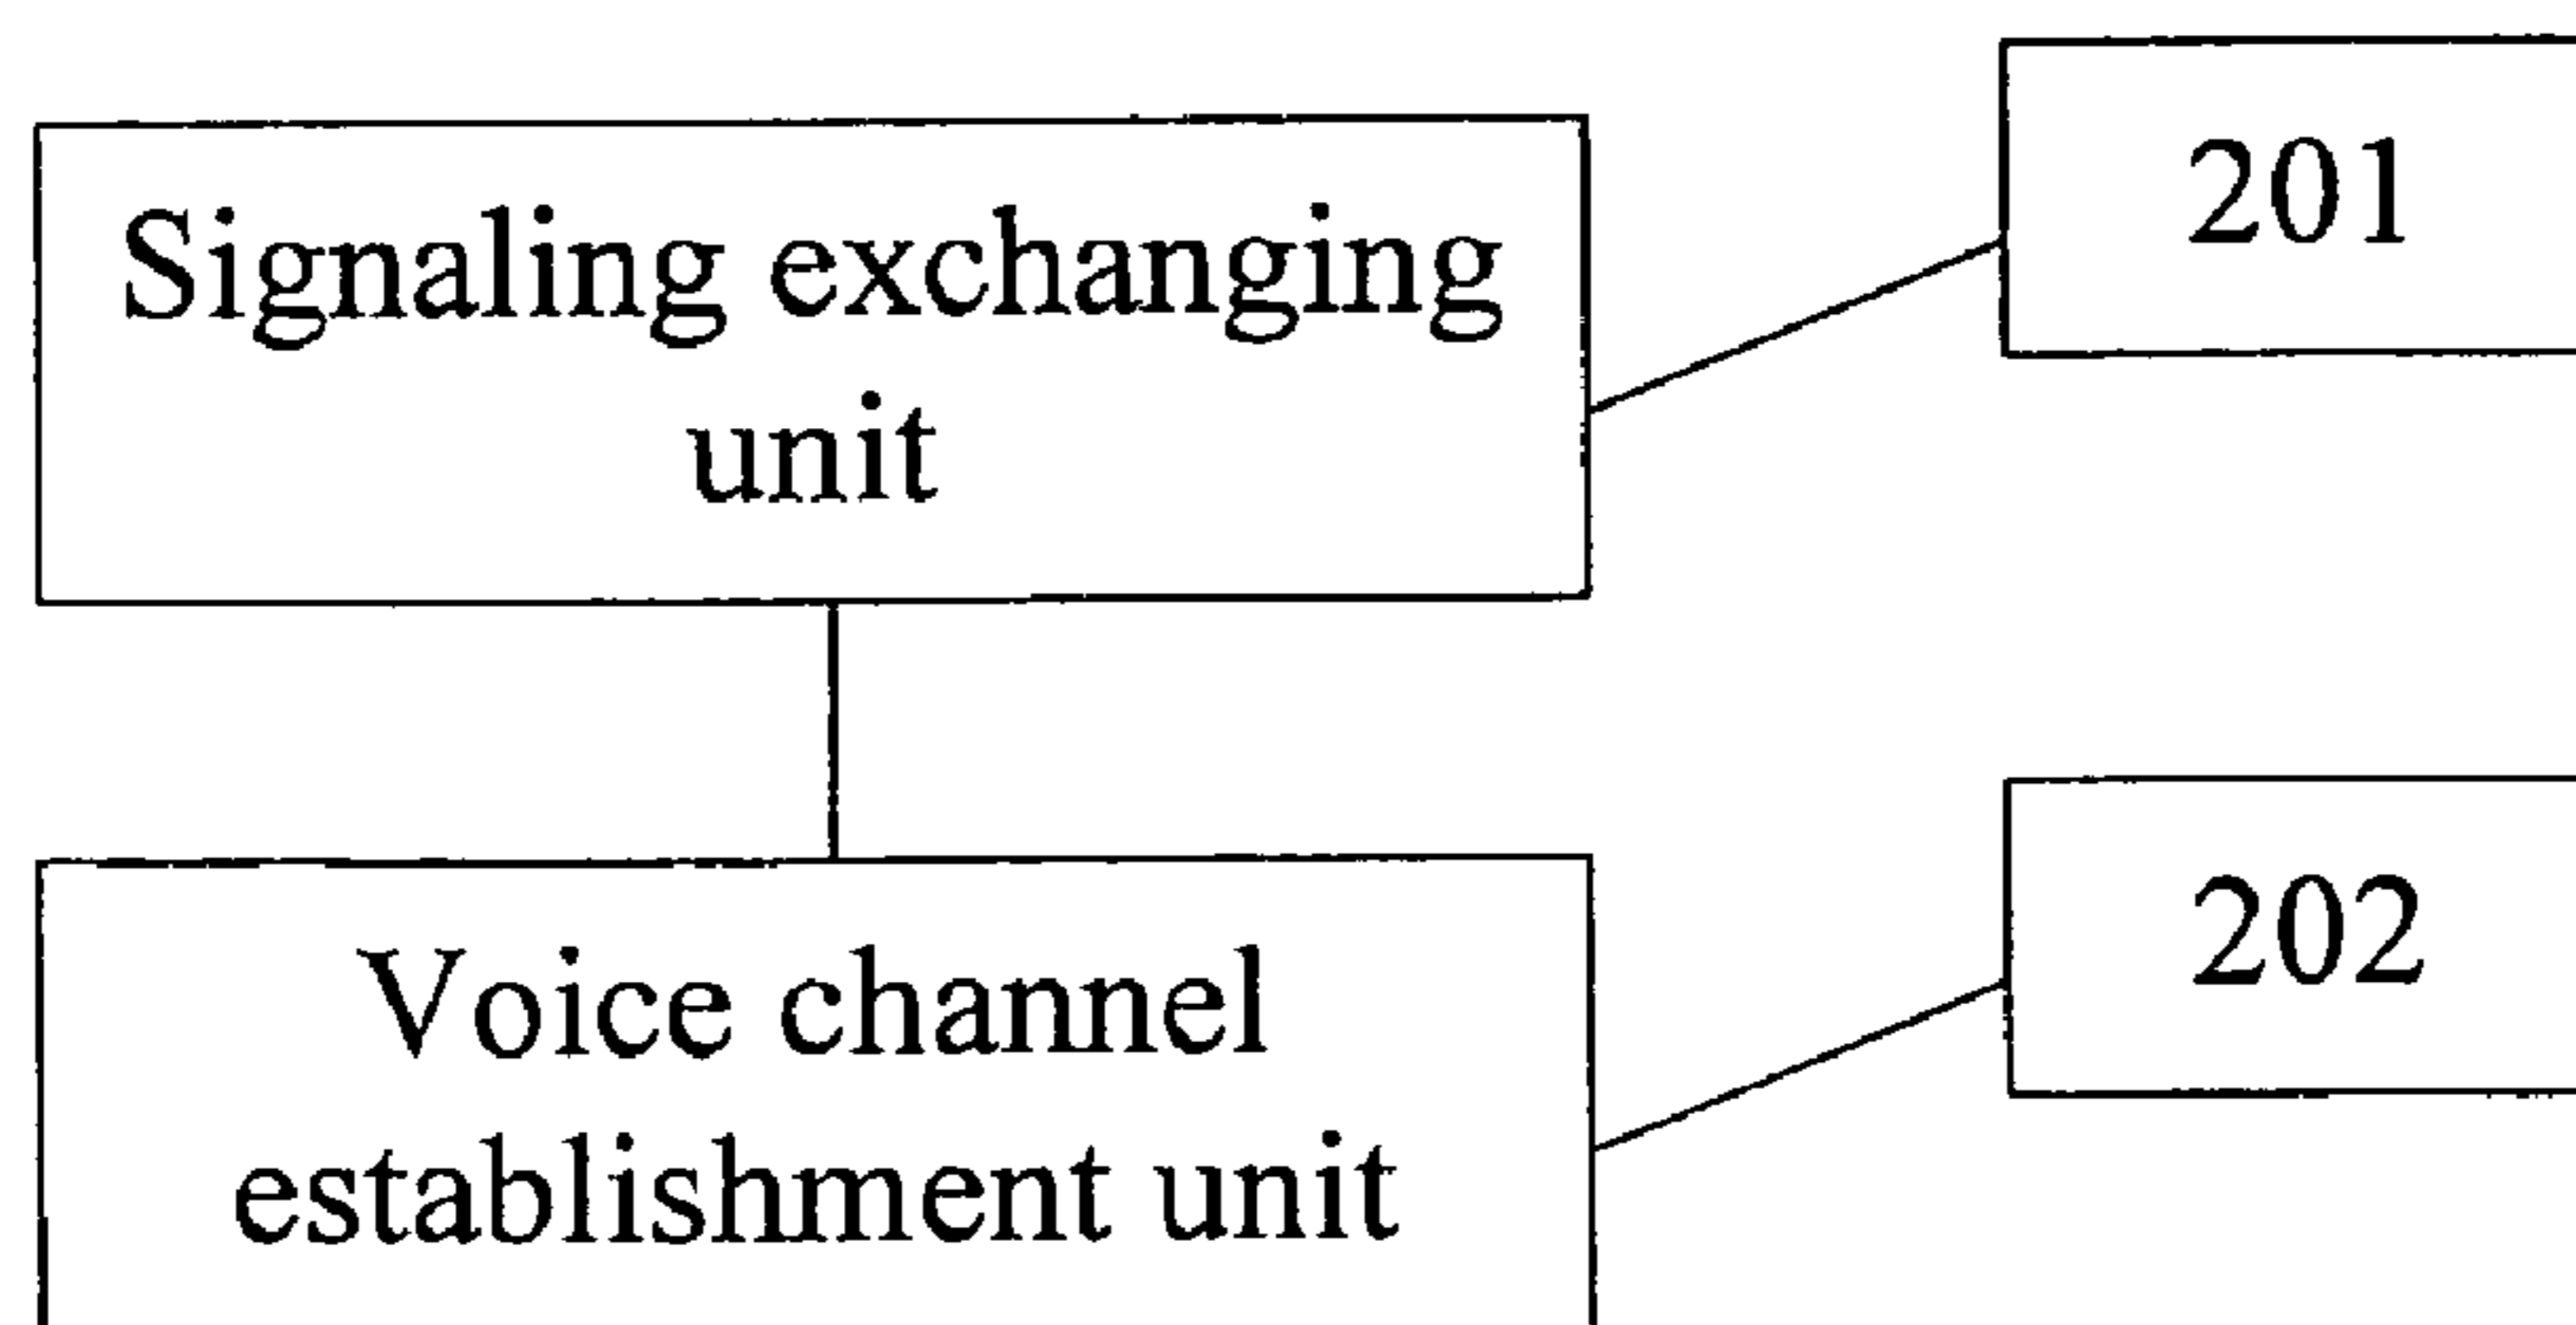 Signaling exchanging
unit
201
Voice channel
establishment unit
202